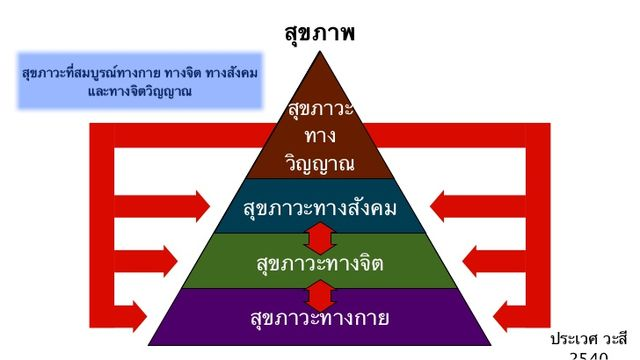 สุขภาพ
สุขภาวะที่สมบูรณ์ทางกาย ทางจิต ทางสังคม
และทางจิตวิญญาณ
สุขภาวะ
ทาง
วิญญาณ
สุขภาวะทางสังคม
สุขภาวะทางจิต
สุขภาวะทางกาย
ประเวศ วะสี
2540